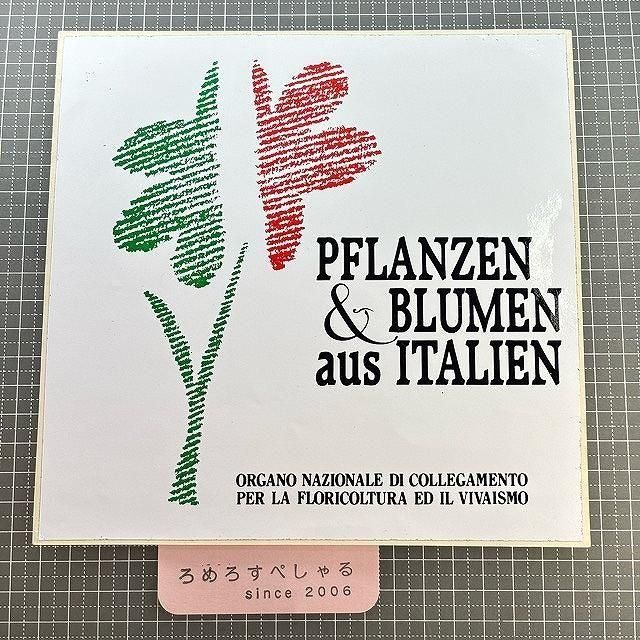 PFLANZEN
& BLUMEN
aus ITALIEN
ORGANO NAZIONALE DI COLLEGAMENTO
PER LA FLORICOLTURA ED IL VIVAISMO
ろめろすぺしゃる
since 2006